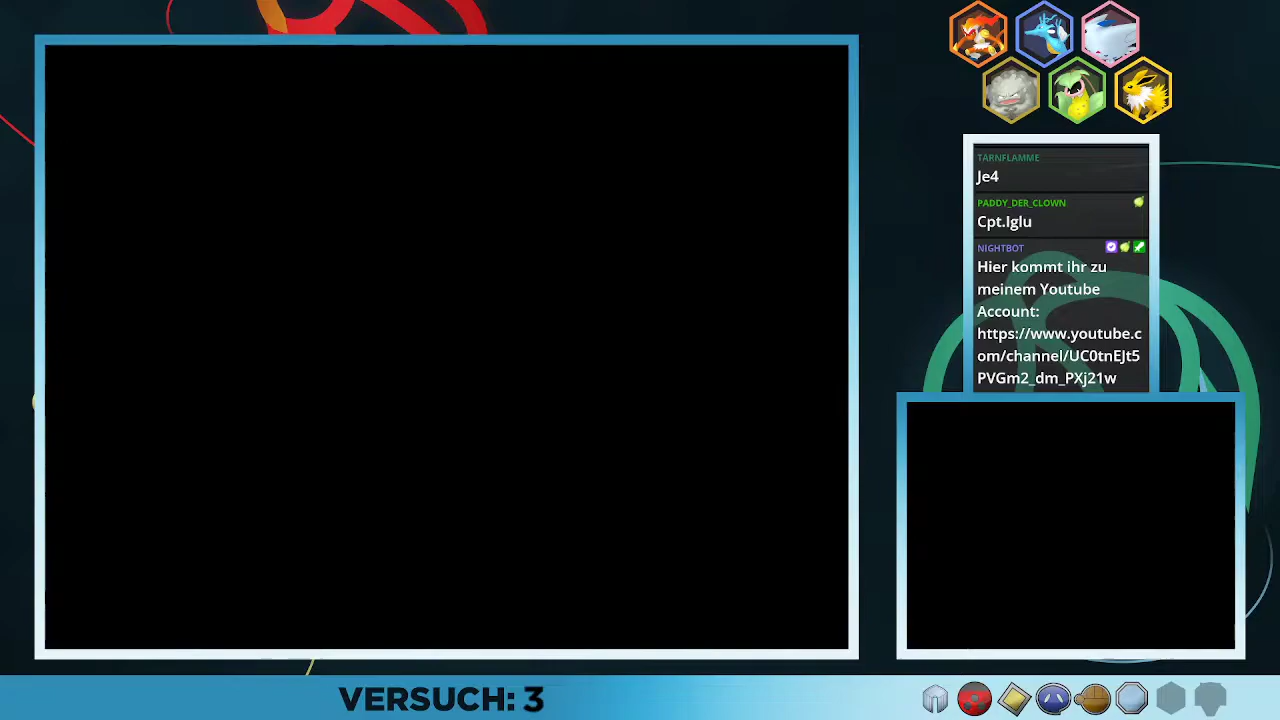 TARNFLAMME
Je4
PADDY_DER_CLOWN
Cpt.Iglu
NIGHTBOT
Hier kommt ihr zu
meinem Youtube
Account:
https://www.youtube.c
om/channel/UC0tnEJt5
PVGm2_dm_PXj21w
VERSUCH: 3